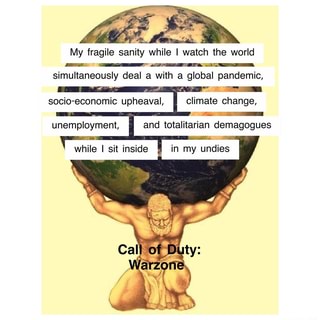 My fragile sanity while I watch the world
simultaneously deal a with a global pandemic,
socio-economic upheaval, climate change,
unemployment, and totalitarian demagogues
while I sit inside in my undies
Call of Duty:
Warzone